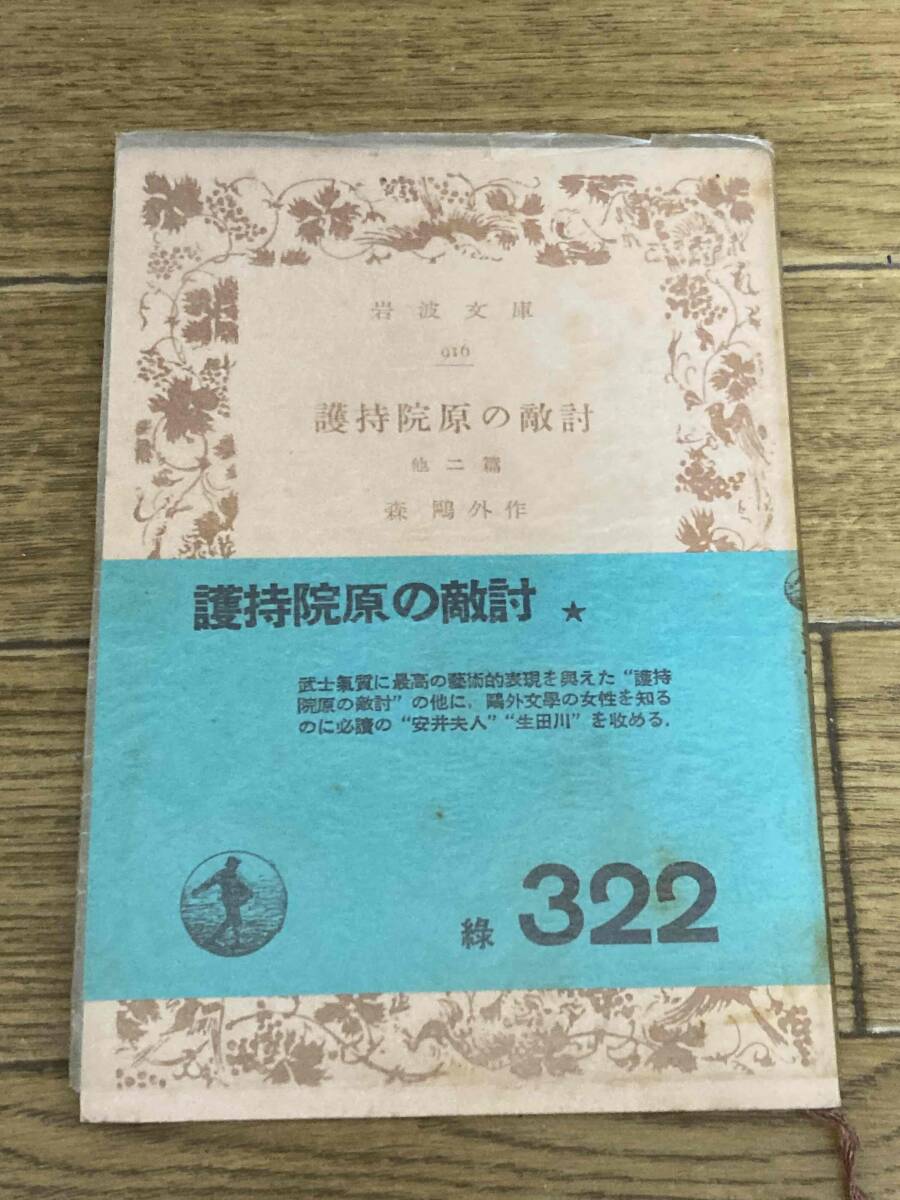 岩波文庫
916
護持院原の敵討
他二篇
森鷗外作
護持院原の敵討 ★
武士氣質に最高の藝術的表現を與えた“護持
院原の敵討”の他に，鷗外文學の女性を知る
のに必讀の“安井夫人”“生田川”を收める．
綠 322